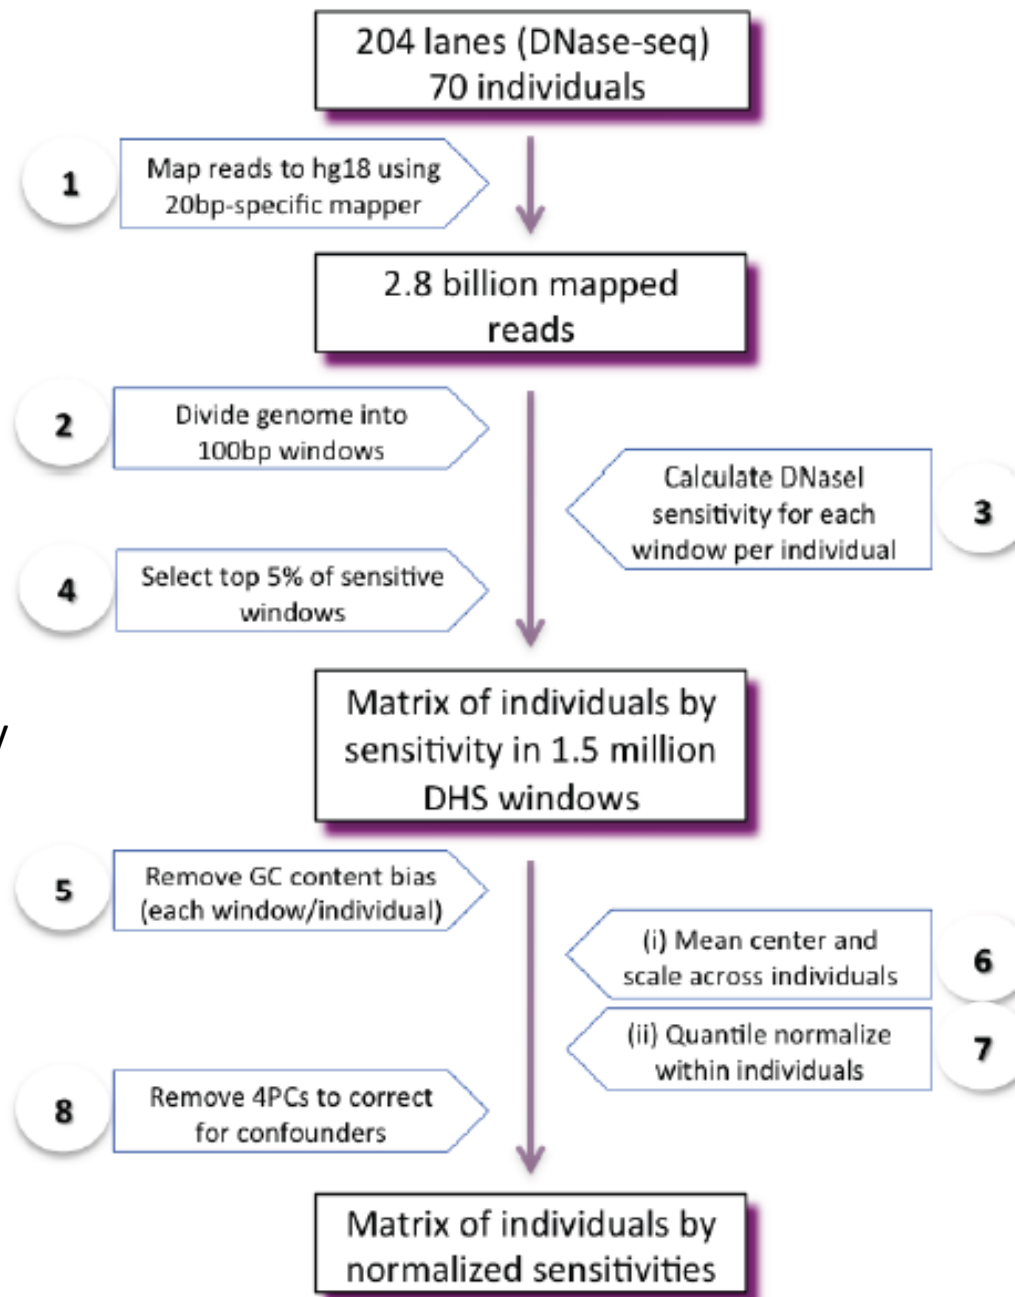 204 lanes (DNase-seq)
70 individuals
1
Map reads to hg18 using
20bp-specific mapper
2.8 billion mapped
reads
2
Divide genome into
100bp windows
Calculate DNaseI
sensitivity for each
window per individual
3
4
Select top 5% of sensitive
windows
Matrix of individuals by
sensitivity in 1.5 million
DHS windows
y
5
Remove GC content bias
(each window/individual)
(i) Mean center and
scale across individuals
6
(ii) Quantile normalize
within individuals
7
8
Remove 4PCs to correct
for confounders
Matrix of individuals by
normalized sensitivities